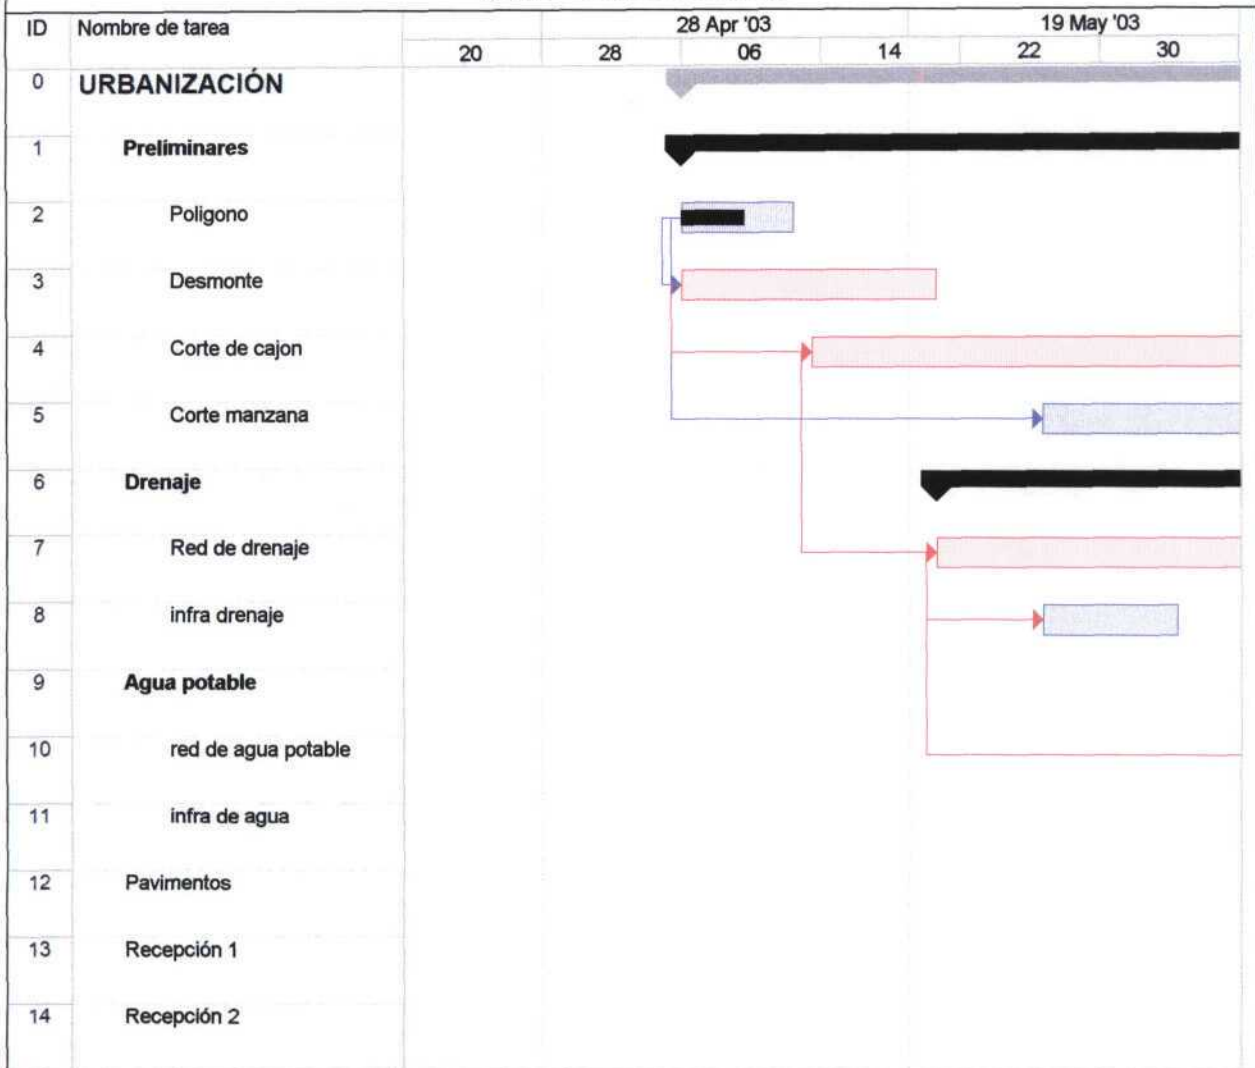 ID Nombre de tarea 28 Apr '03 19 May '03
20 28 06 14 22 30
0 URBANIZACIÓN
1 Preliminares
2 Poligono
3 Desmonte
4 Corte de cajon
5 Corte manzana
6 Drenaje
7 Red de drenaje
8 infra drenaje
9 Agua potable
10 red de agua potable
11 infra de agua
12 Pavimentos
13 Recepción 1
14 Recepción 2